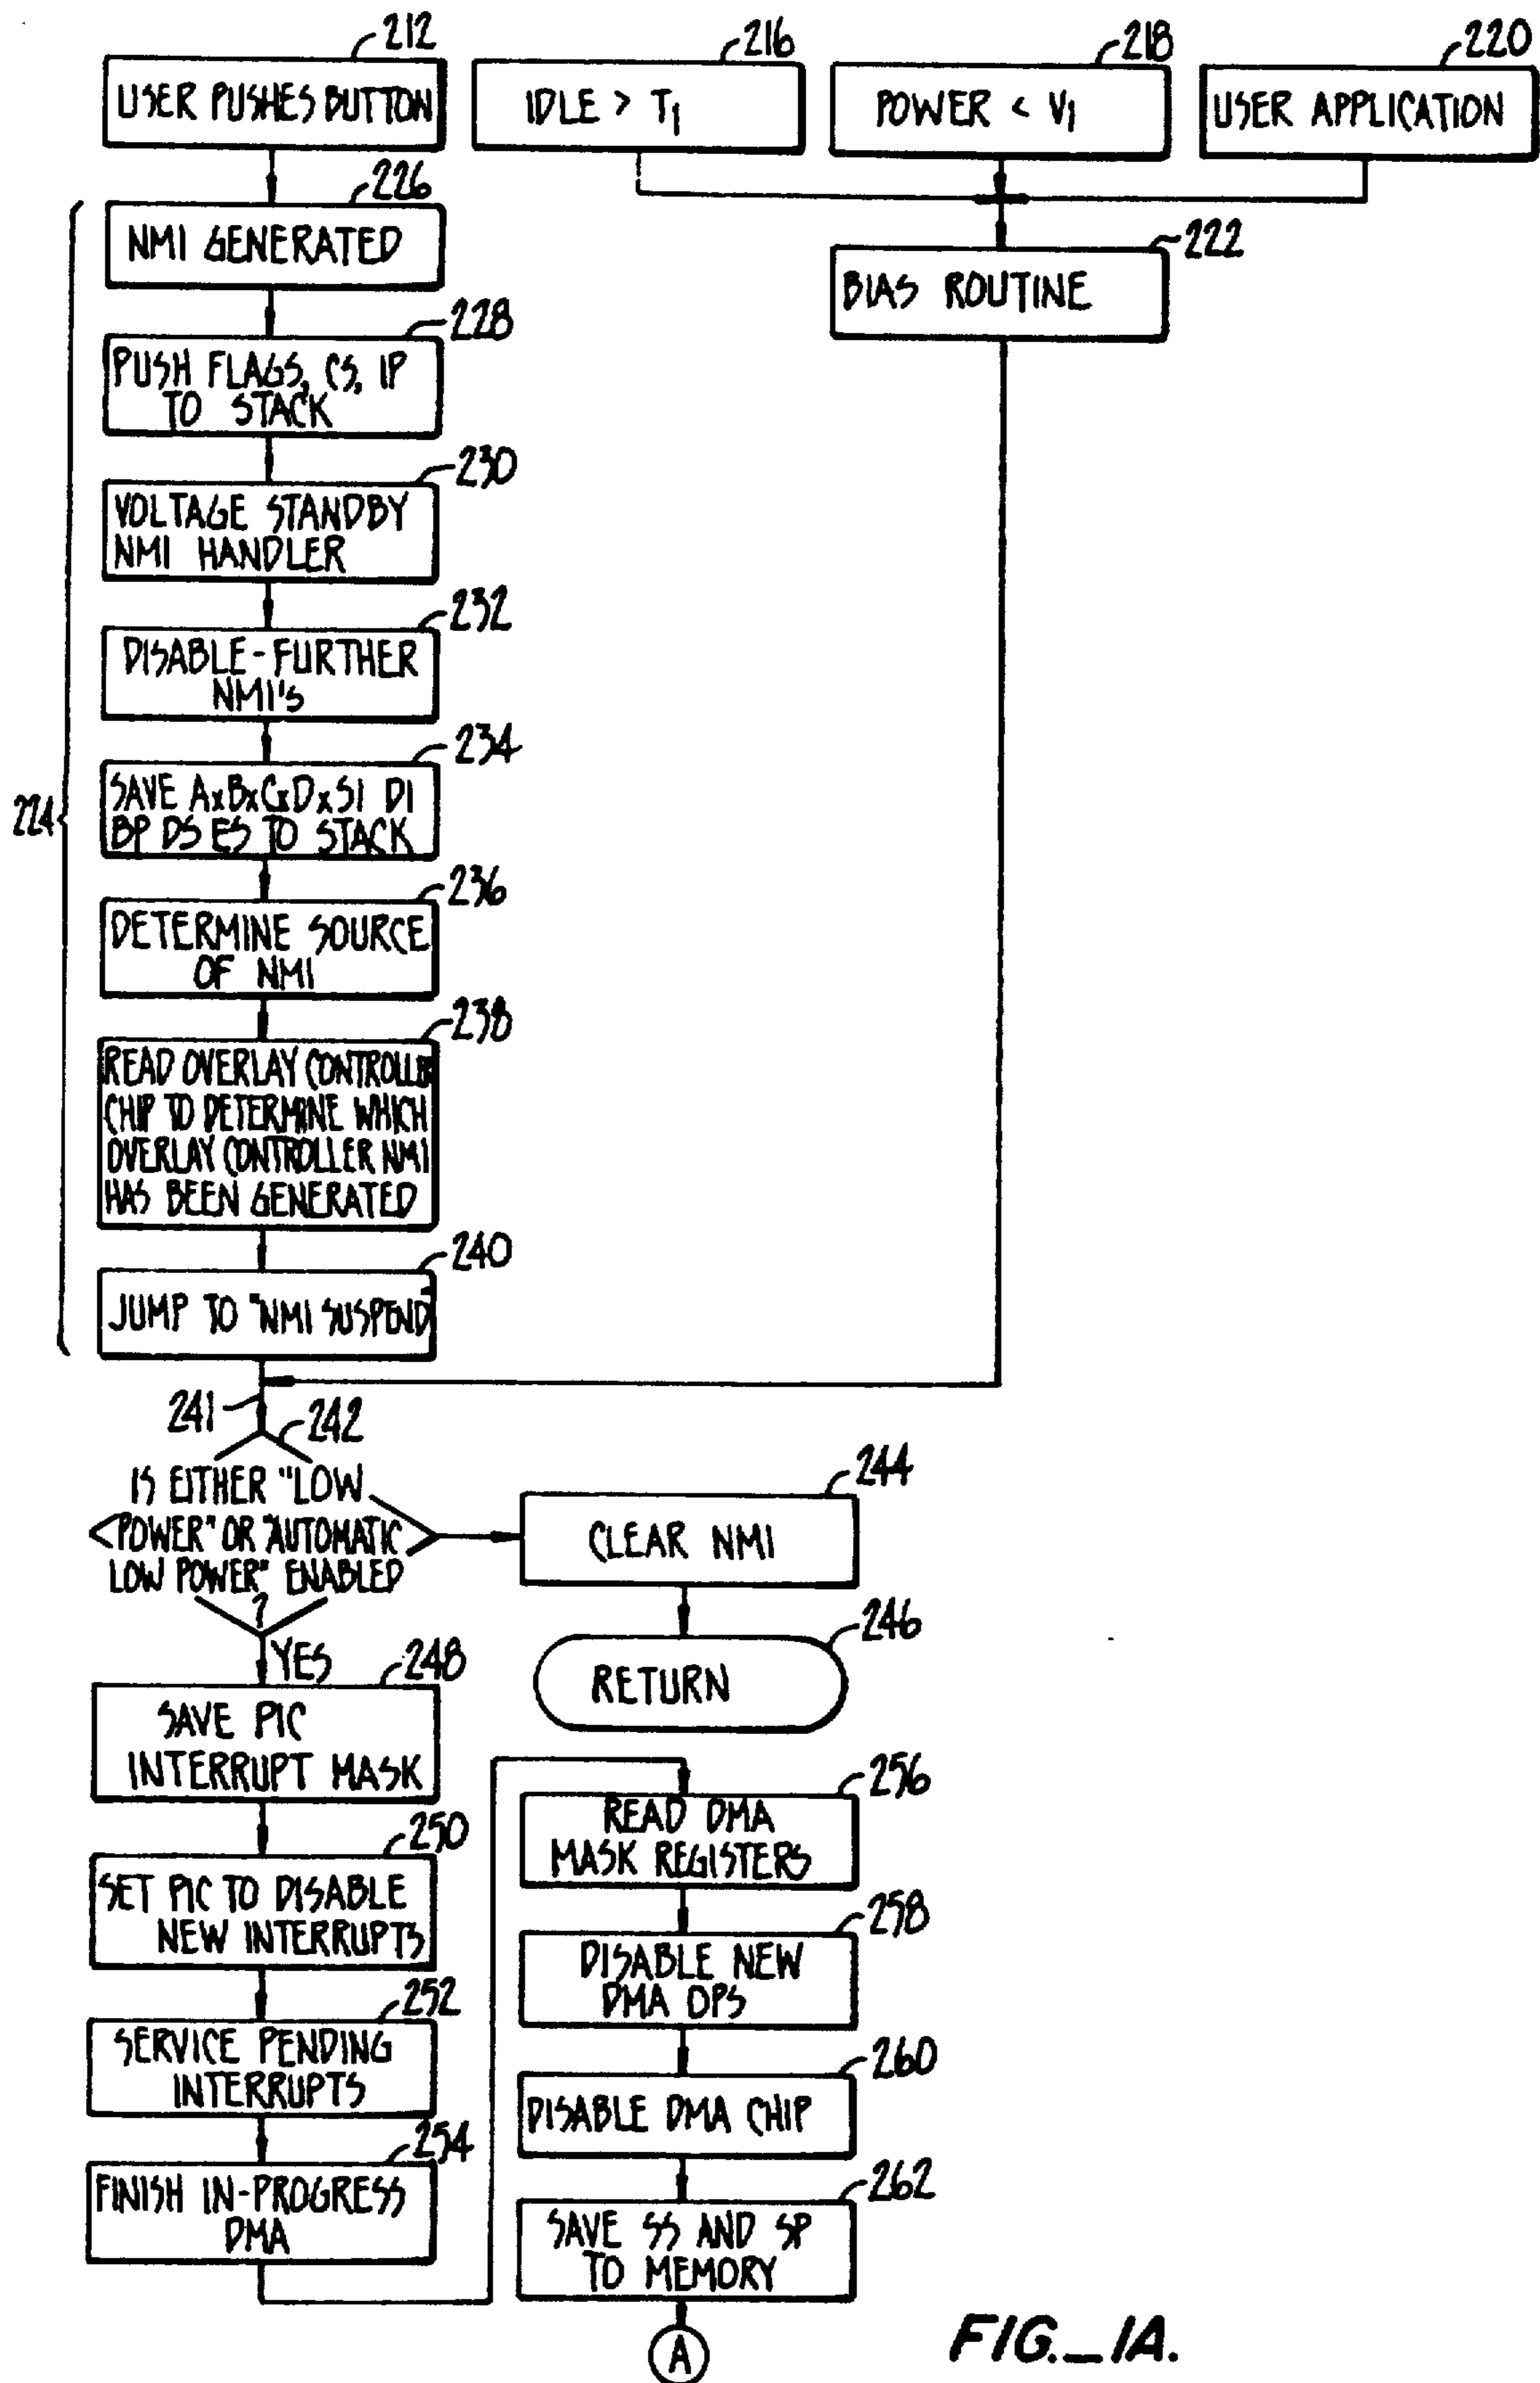 212
216
218
220
USER PUSHES BUTTON
IDLE > T1
POWER < V1
USER APPLICATION
226
NMI GENERATED
222
BIAS ROUTINE
228
PUSH FLAGS, CS, IP
TO STACK
230
VOLTAGE STANDBY
NMI HANDLER
232
DISABLE-FURTHER
NMI's
234
SAVE AxBxCxDxSI DI
BP DS ES TO STACK
224
236
DETERMINE SOURCE
OF NMI
238
READ OVERLAY CONTROLLER
CHIP TO DETERMINE WHICH
OVERLAY CONTROLLER NMI
HAS BEEN GENERATED
240
JUMP TO "NMI SUSPEND"
241
242
IS EITHER "LOW
POWER" OR "AUTOMATIC
LOW POWER" ENABLED
?
244
CLEAR NMI
246
RETURN
YES
248
SAVE PIC
INTERRUPT MASK
250
SET PIC TO DISABLE
NEW INTERRUPTS
252
SERVICE PENDING
INTERRUPTS
254
FINISH IN-PROGRESS
DMA
256
READ DMA
MASK REGISTERS
258
DISABLE NEW
DMA OPS
260
DISABLE DMA CHIP
262
SAVE SS AND SP
TO MEMORY
A
FIG._1A.